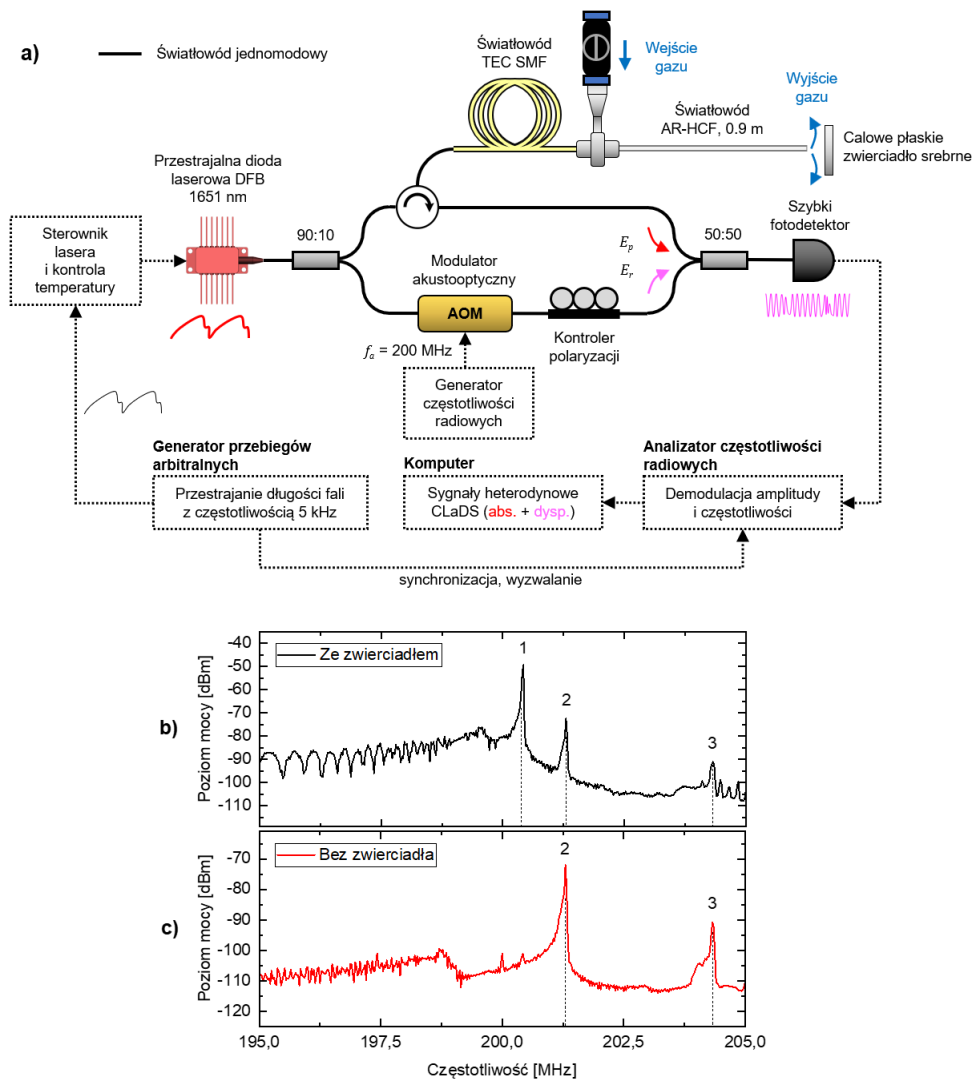 a)
Światłowód jednomodowy
Światłowód
TEC SMF
Wejście
gazu
Wyjście
gazu
Światłowód
AR-HCF, 0.9 m
Calowe płaskie
zwierciadło srebrne
Przestrajalna dioda
laserowa DFB
1651 nm
Sterownik
lasera
i kontrola
temperatury
90:10
Modulator
akustooptyczny
AOM
Kontroler
polaryzacji
E_p
E_r
50:50
Szybki
fotodetektor
f_a = 200 MHz
Generator
częstotliwości
radiowych
Generator przebiegów
arbitralnych
Przestrajanie długości fali
z częstotliwością 5 kHz
Komputer
Sygnały heterodynowe
CLaDS (abs. + dysp.)
Analizator częstotliwości
radiowych
Demodulacja amplitudy
i częstotliwości
synchronizacja, wyzwalanie
b)
Poziom mocy [dBm]
-40
-50
-60
-70
-80
-90
-100
-110
Ze zwierciadłem
1
2
3
c)
Poziom mocy [dBm]
-70
-80
-90
-100
-110
-120
Bez zwierciadła
2
3
195,0
197,5
200,0
202,5
205,0
Częstotliwość [MHz]